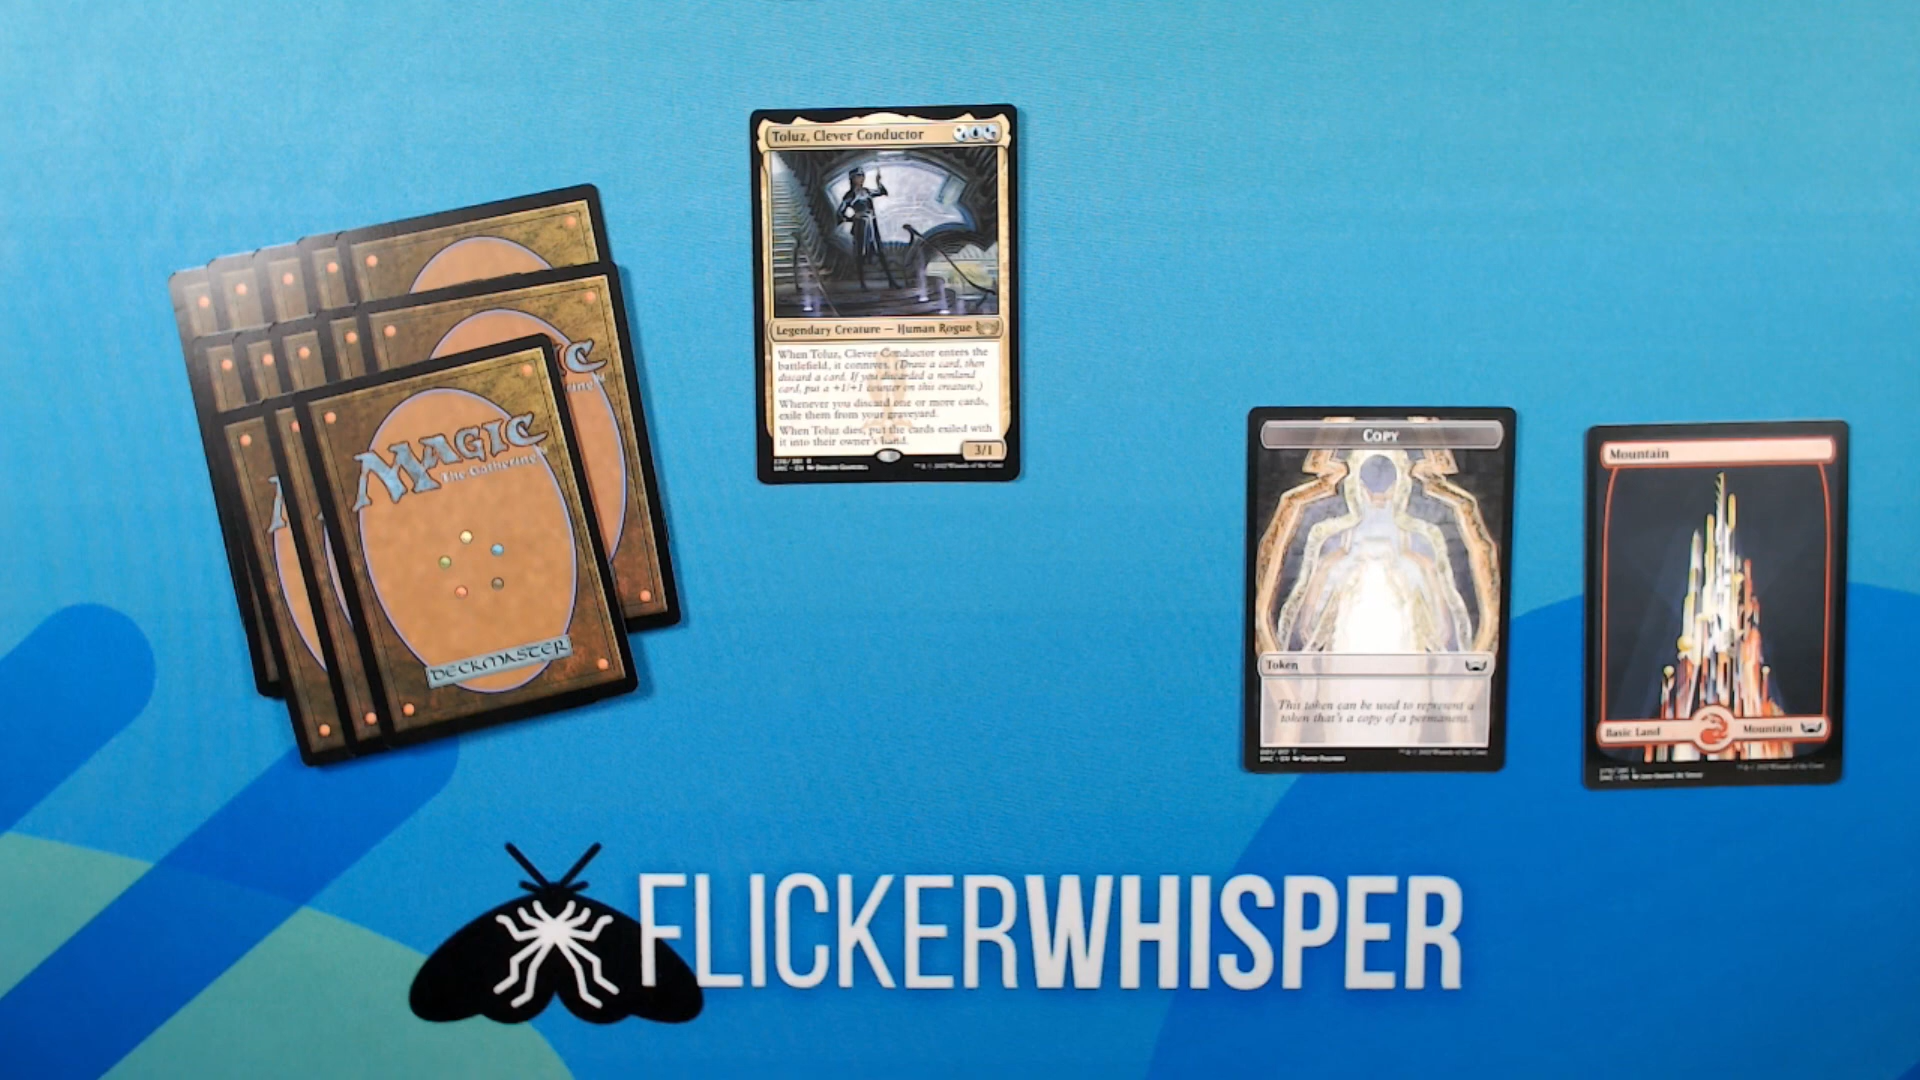 Toluz, Clever Conductor
Legendary Creature — Human Rogue
When Toluz, Clever Conductor enters the
battlefield, it connives. (Draw a card, then
discard a card. If you discarded a nonland
card, put a +1/+1 counter on this creature.)
Whenever you discard one or more cards,
exile them from your graveyard.
When Toluz dies, put the cards exiled with
it into their owner's hand.
3/1
MAGIC
The Gathering
DECKMASTER
Copy
Token
This token can be used to represent a
token that's a copy of a permanent.
Mountain
Basic Land
Mountain
FLICKERWHISPER